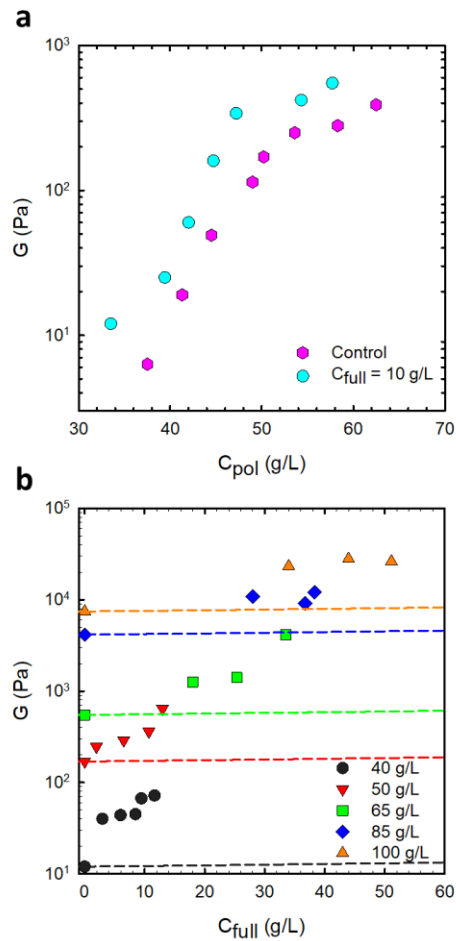 a
10³
10²
10¹
G (Pa)
Control
C_full = 10 g/L
30 40 50 60 70
C_pol (g/L)
b
10⁵
10⁴
10³
10²
10¹
G (Pa)
40 g/L
50 g/L
65 g/L
85 g/L
100 g/L
0 10 20 30 40 50 60
C_full (g/L)